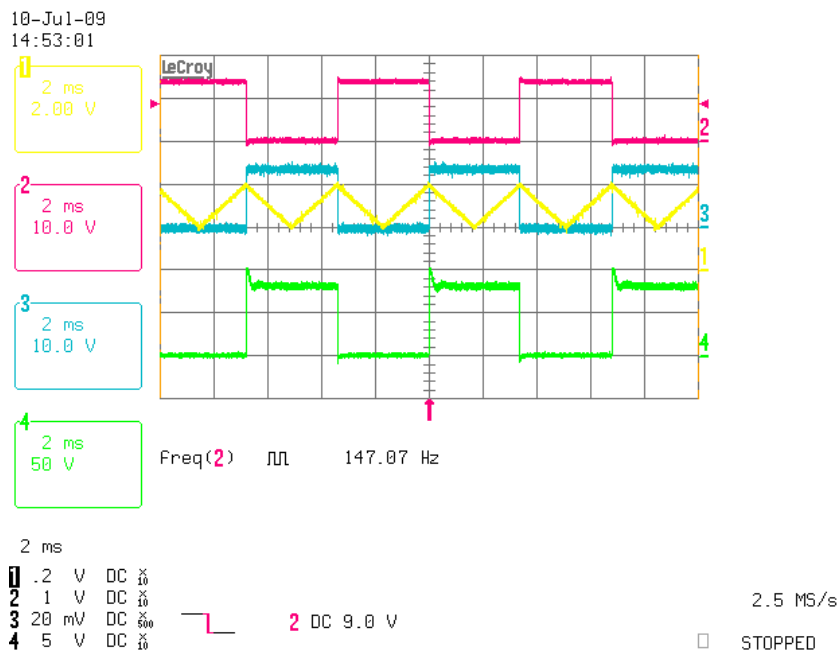 10-Jul-09
14:53:01
LeCroy
1
2 ms
2.00 V
2
2 ms
10.0 V
3
2 ms
10.0 V
4
2 ms
50 V
2
3
1
4
Freq(2) 147.07 Hz
2 ms
1 .2 V DC X10
2 1 V DC X10
3 20 mV DC X500
4 5 V DC X10
2 DC 9.0 V
2.5 MS/s
STOPPED